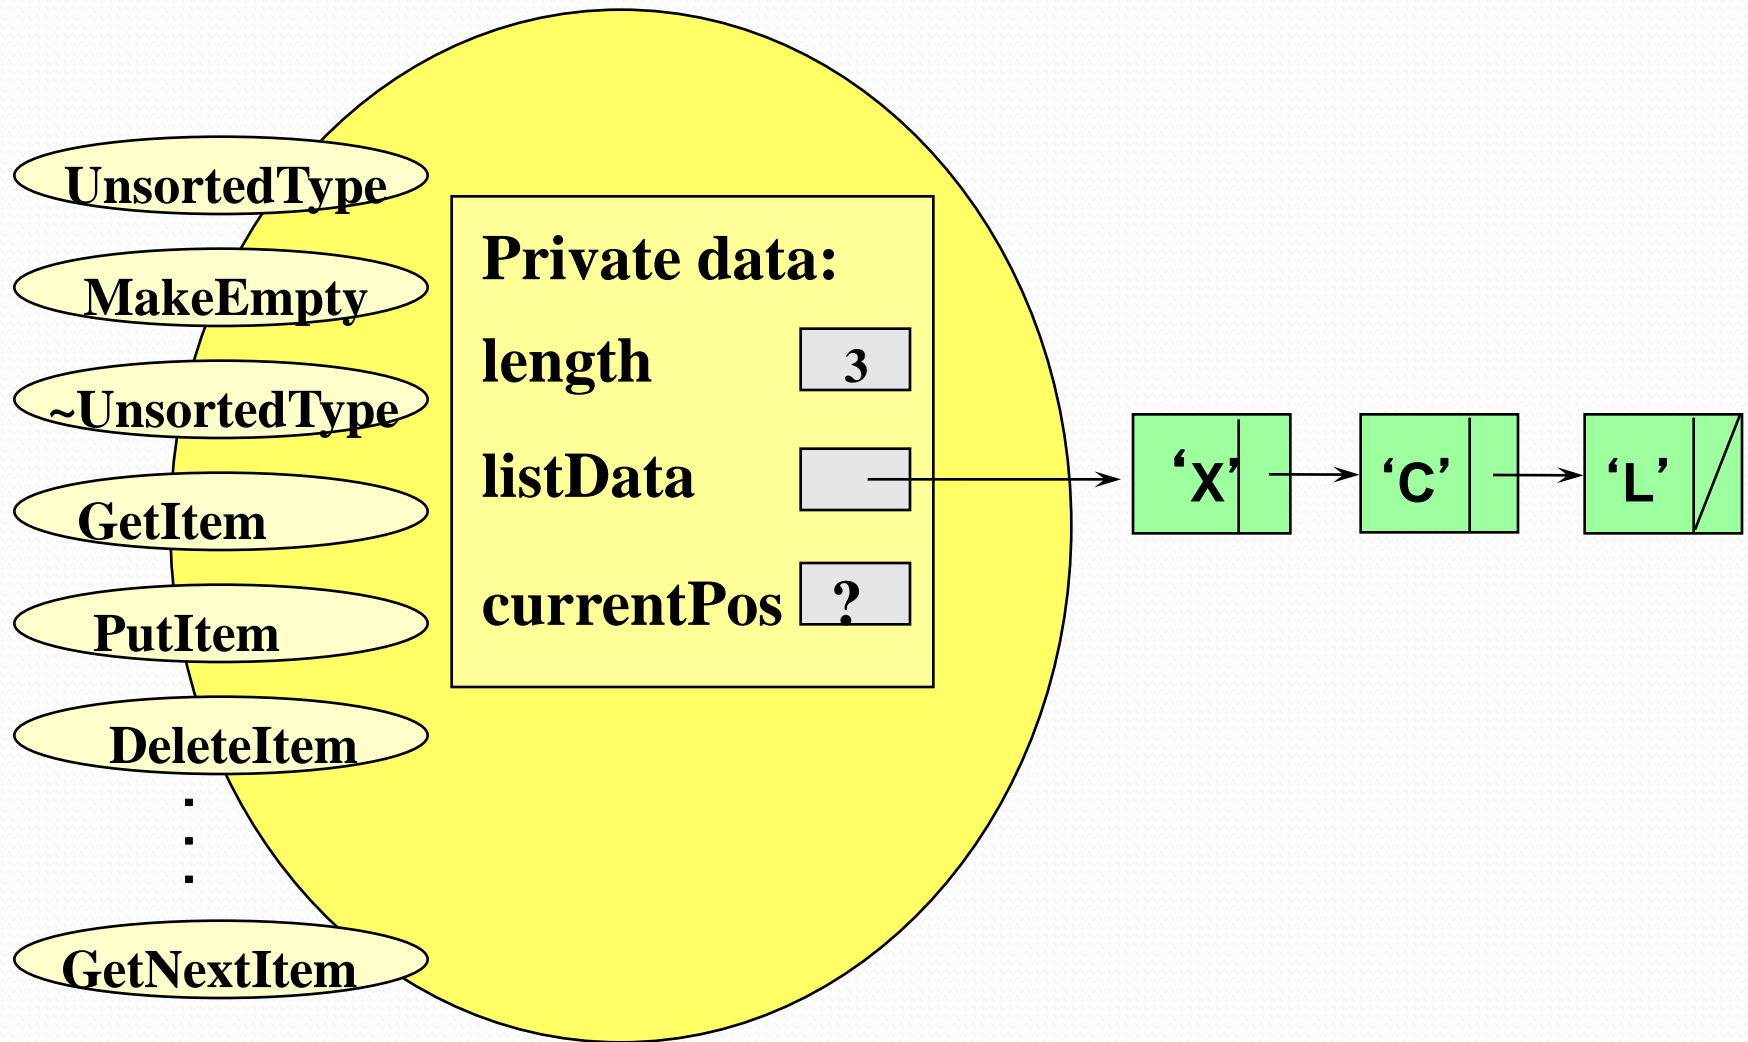 UnsortedType
MakeEmpty
~UnsortedType
GetItem
PutItem
DeleteItem
.
.
.
GetNextItem
Private data:
length 3
listData
currentPos ?
‘X’ ‘C’ ‘L’